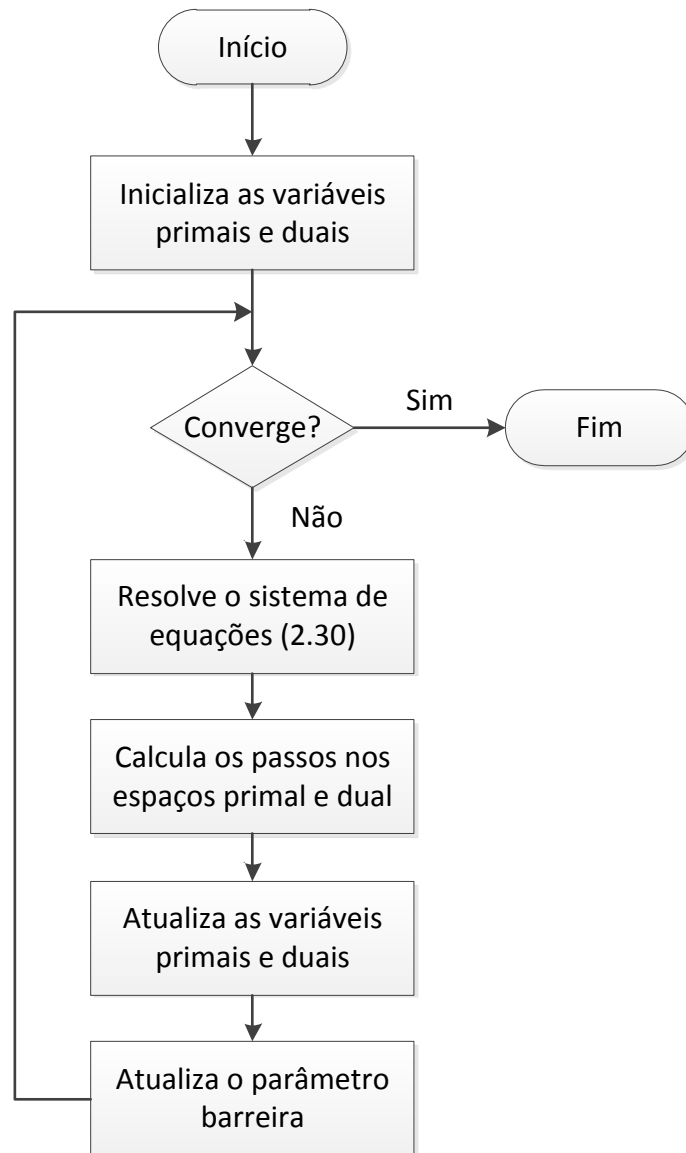 Início
Inicializa as variáveis
primais e duais
Converge?
Sim
Fim
Não
Resolve o sistema de
equações (2.30)
Calcula os passos nos
espaços primal e dual
Atualiza as variáveis
primais e duais
Atualiza o parâmetro
barreira